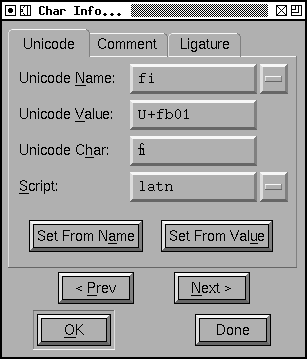 Char Info...
Unicode Comment Ligature
Unicode Name: fi
Unicode Value: U+fb01
Unicode Char: ﬁ
Script: latn
Set From Name Set From Value
< Prev Next >
OK Done